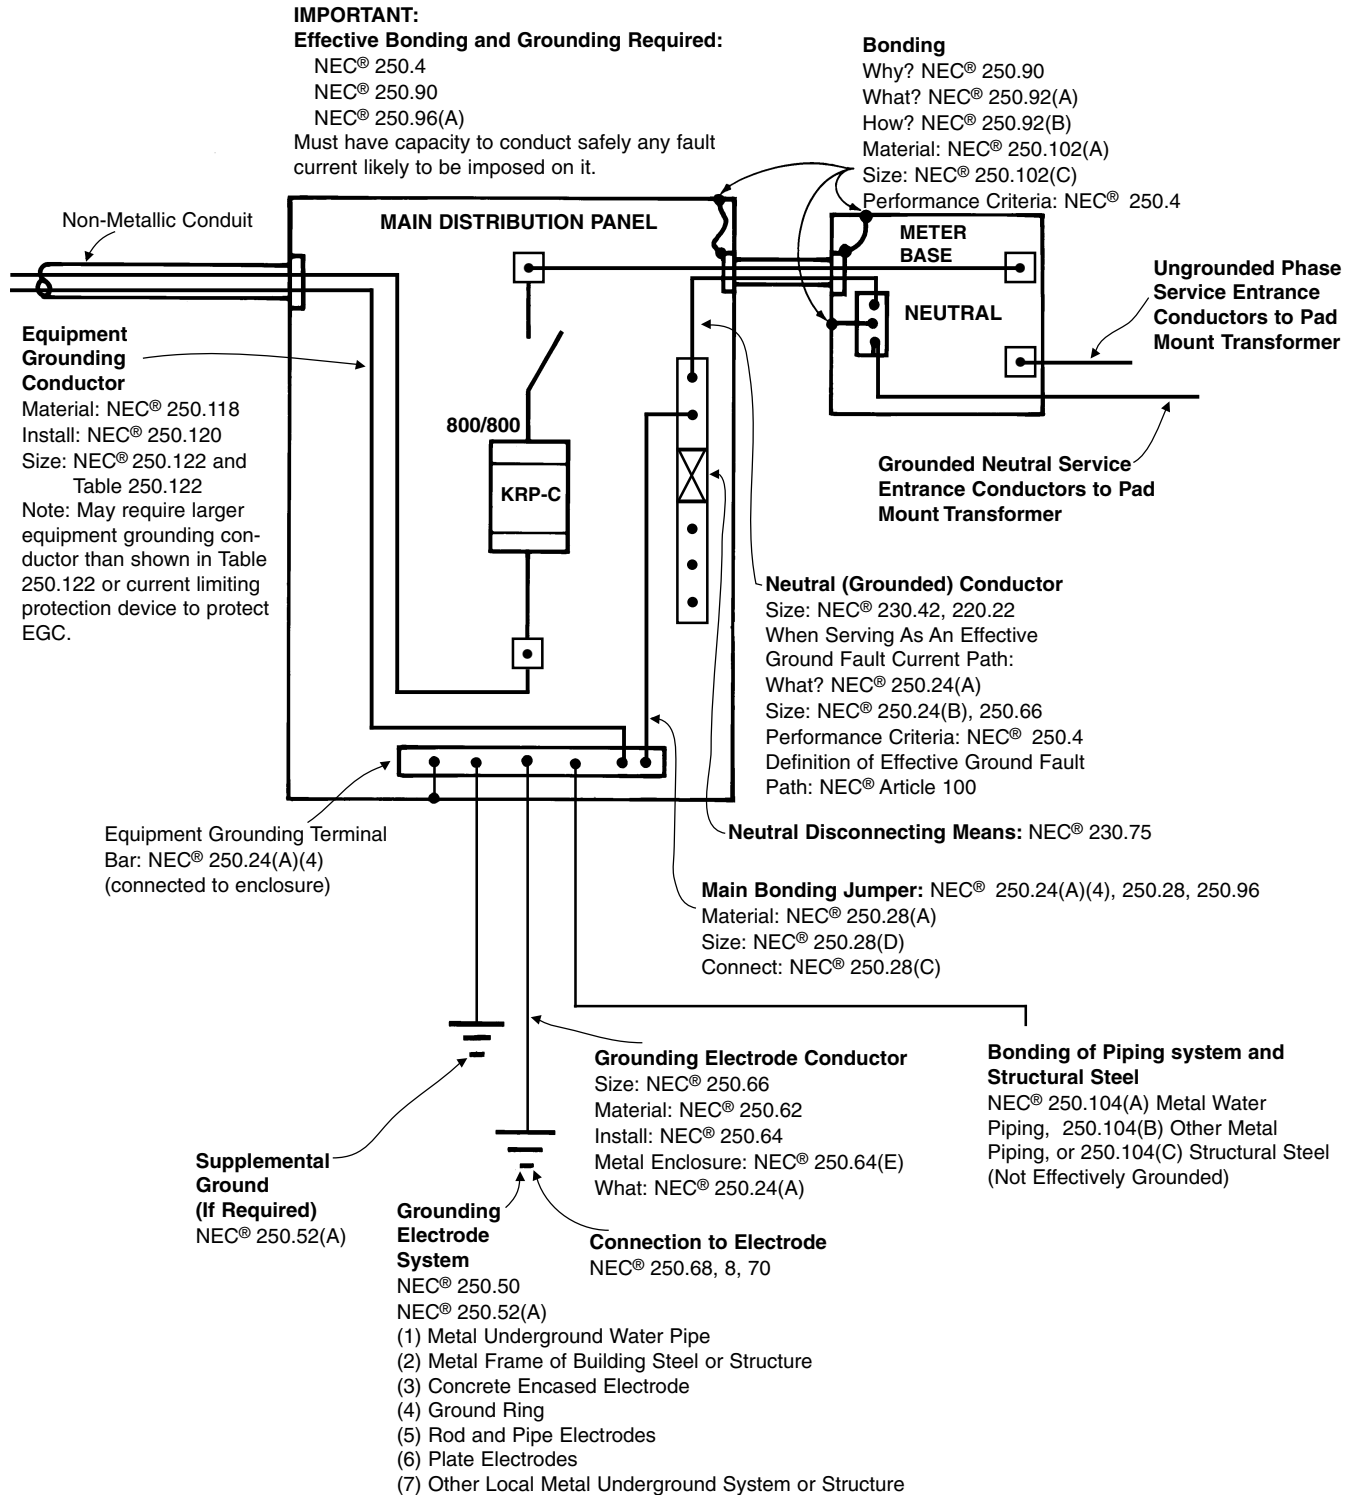 IMPORTANT:
Effective Bonding and Grounding Required:
NEC® 250.4
NEC® 250.90
NEC® 250.96(A)
Must have capacity to conduct safely any fault
current likely to be imposed on it.
Bonding
Why? NEC® 250.90
What? NEC® 250.92(A)
How? NEC® 250.92(B)
Material: NEC® 250.102(A)
Size: NEC® 250.102(C)
Performance Criteria: NEC® 250.4
Non-Metallic Conduit
MAIN DISTRIBUTION PANEL
METER
BASE
NEUTRAL
Ungrounded Phase
Service Entrance
Conductors to Pad
Mount Transformer
Equipment
Grounding
Conductor
Material: NEC® 250.118
Install: NEC® 250.120
Size: NEC® 250.122 and
Table 250.122
Note: May require larger
equipment grounding con-
ductor than shown in Table
250.122 or current limiting
protection device to protect
EGC.
800/800
KRP-C
Grounded Neutral Service
Entrance Conductors to Pad
Mount Transformer
Neutral (Grounded) Conductor
Size: NEC® 230.42, 220.22
When Serving As An Effective
Ground Fault Current Path:
What? NEC® 250.24(A)
Size: NEC® 250.24(B), 250.66
Performance Criteria: NEC® 250.4
Definition of Effective Ground Fault
Path: NEC® Article 100
Neutral Disconnecting Means: NEC® 230.75
Equipment Grounding Terminal
Bar: NEC® 250.24(A)(4)
(connected to enclosure)
Main Bonding Jumper: NEC® 250.24(A)(4), 250.28, 250.96
Material: NEC® 250.28(A)
Size: NEC® 250.28(D)
Connect: NEC® 250.28(C)
Grounding Electrode Conductor
Size: NEC® 250.66
Material: NEC® 250.62
Install: NEC® 250.64
Metal Enclosure: NEC® 250.64(E)
What: NEC® 250.24(A)
Bonding of Piping system and
Structural Steel
NEC® 250.104(A) Metal Water
Piping, 250.104(B) Other Metal
Piping, or 250.104(C) Structural Steel
(Not Effectively Grounded)
Supplemental
Ground
(If Required)
NEC® 250.52(A)
Connection to Electrode
NEC® 250.68, 8, 70
Grounding
Electrode
System
NEC® 250.50
NEC® 250.52(A)
(1) Metal Underground Water Pipe
(2) Metal Frame of Building Steel or Structure
(3) Concrete Encased Electrode
(4) Ground Ring
(5) Rod and Pipe Electrodes
(6) Plate Electrodes
(7) Other Local Metal Underground System or Structure